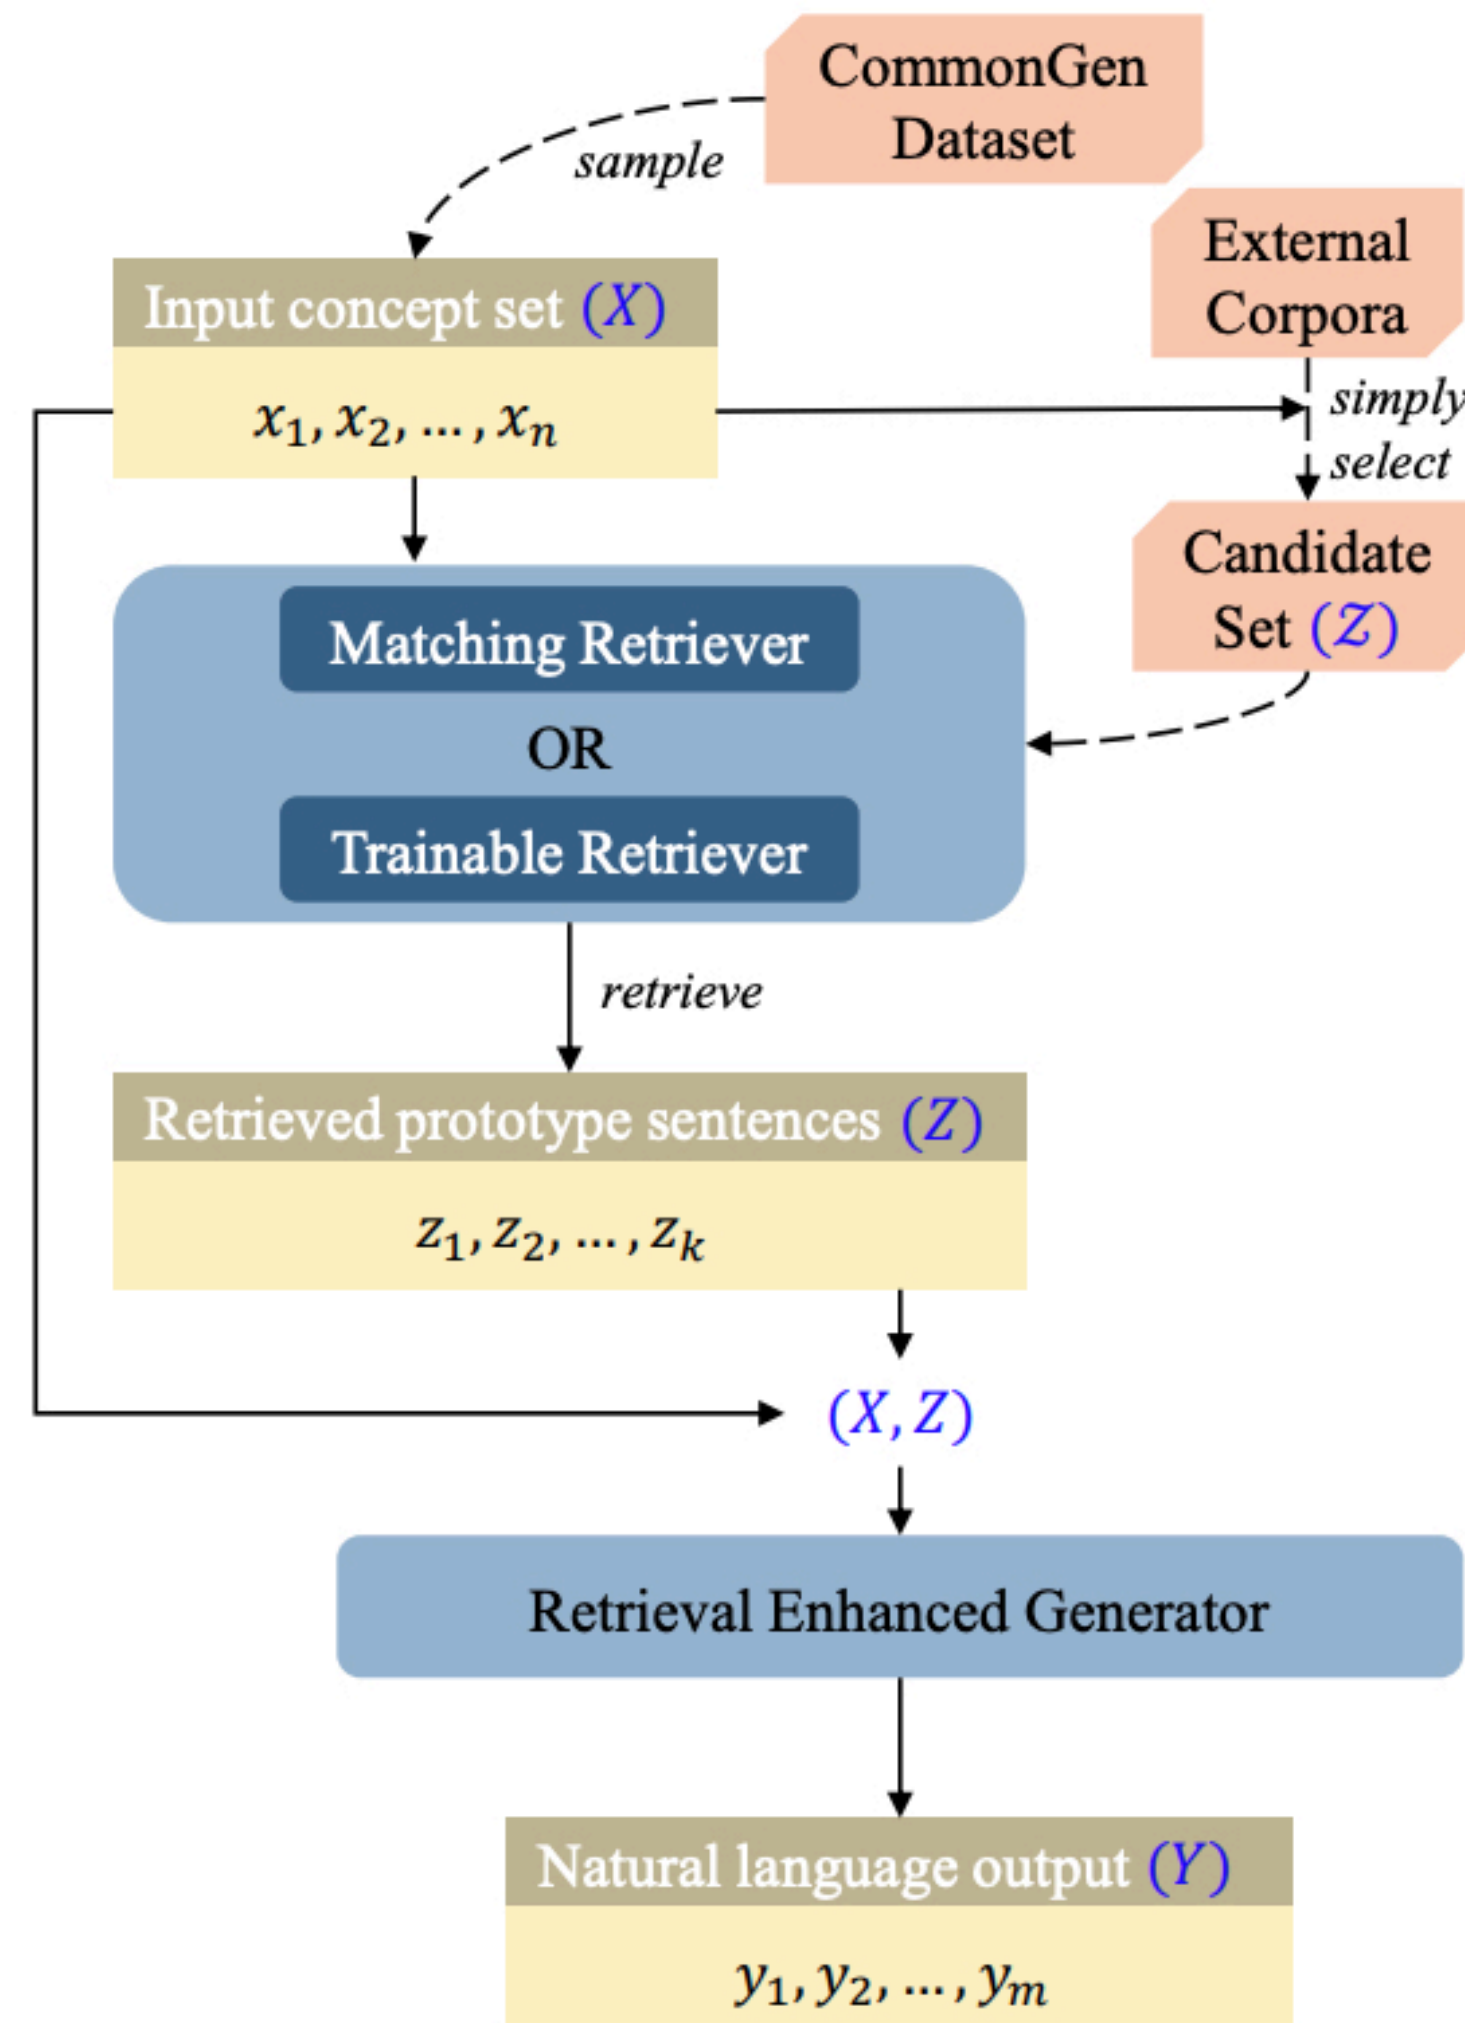 CommonGen
Dataset
sample
External
Corpora
Input concept set (X)
x₁, x₂, … , xₙ
simply
select
Candidate
Set (𝒵)
Matching Retriever
OR
Trainable Retriever
retrieve
Retrieved prototype sentences (Z)
z₁, z₂, … , zₖ
(X, Z)
Retrieval Enhanced Generator
Natural language output (Y)
y₁, y₂, … , yₘ